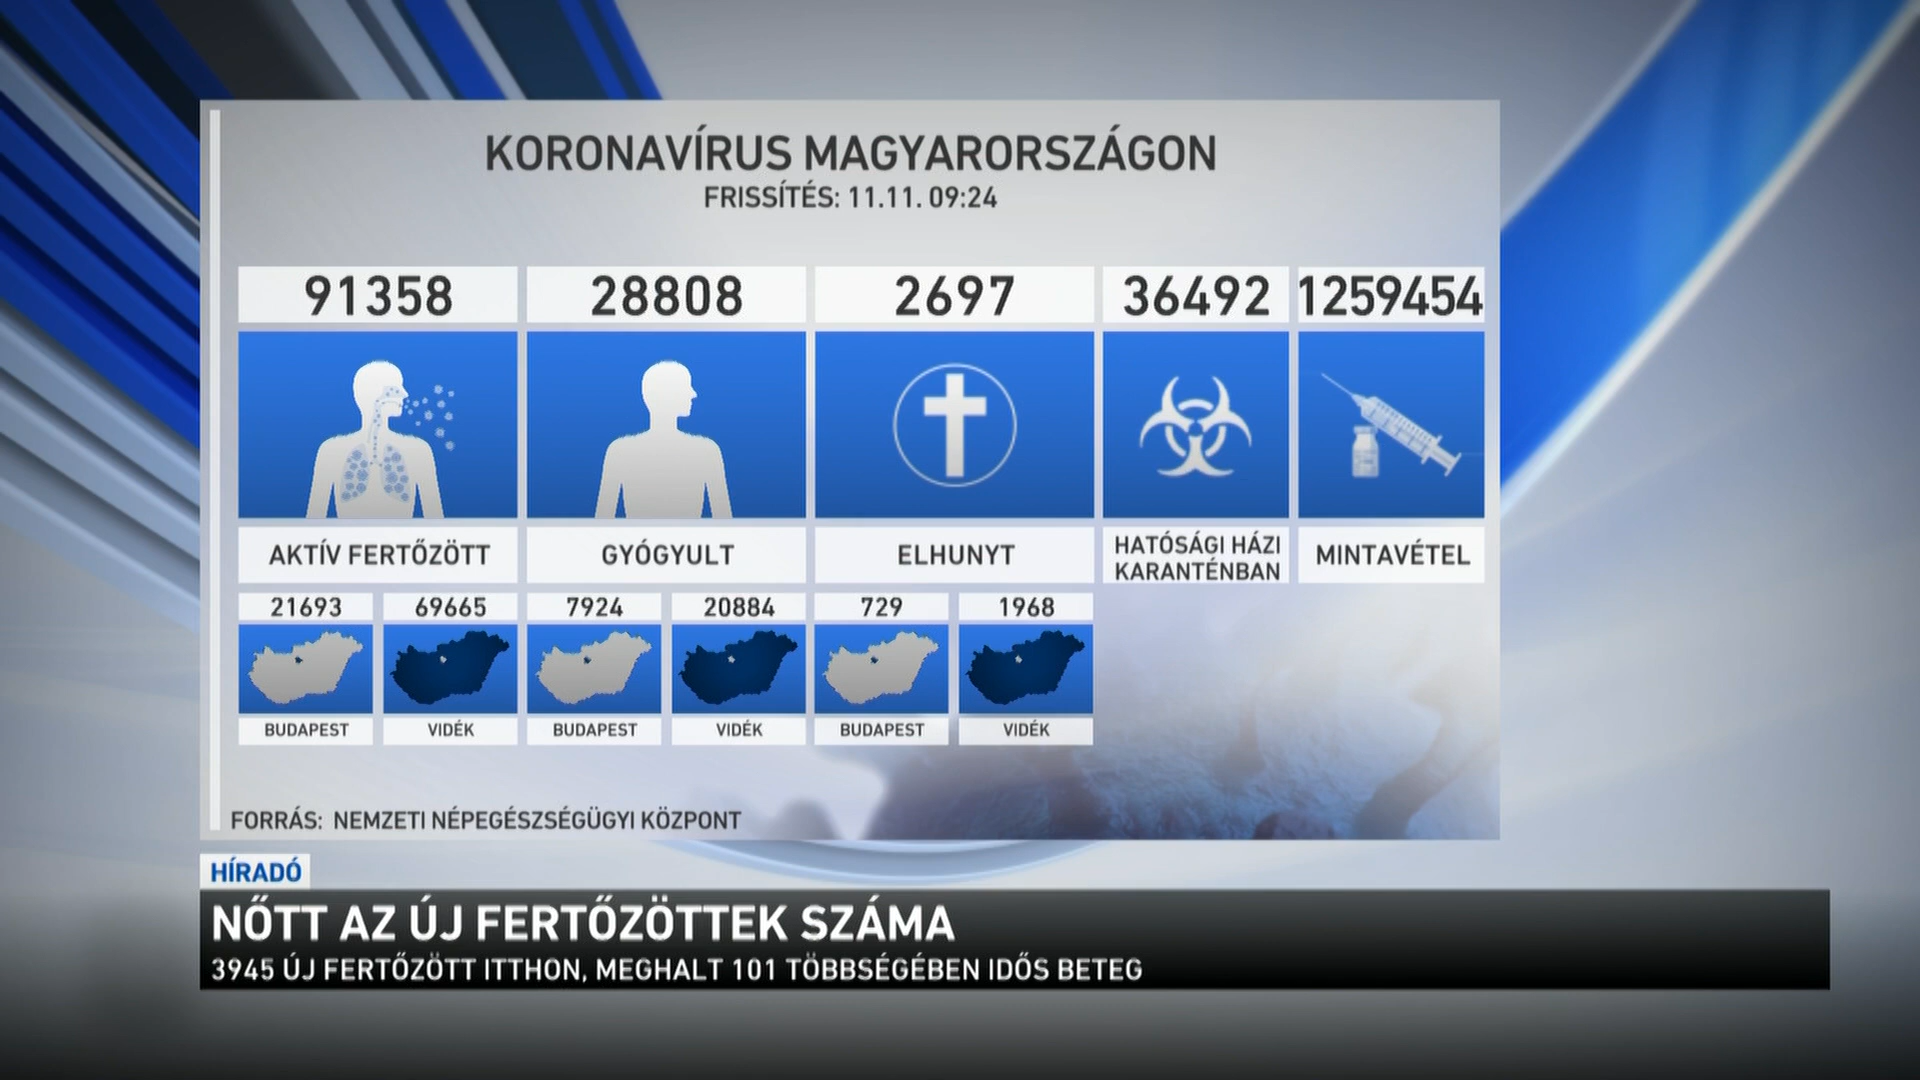 KORONAVÍRUS MAGYARORSZÁGON
FRISSÍTÉS: 11.11. 09:24
91358
28808
2697
36492
1259454
AKTÍV FERTŐZÖTT
GYÓGYULT
ELHUNYT
HATÓSÁGI HÁZI
KARANTÉNBAN
MINTAVÉTEL
21693
69665
7924
20884
729
1968
BUDAPEST
VIDÉK
BUDAPEST
VIDÉK
BUDAPEST
VIDÉK
FORRÁS: NEMZETI NÉPEGÉSZSÉGÜGYI KÖZPONT
HÍRADÓ
NŐTT AZ ÚJ FERTŐZÖTTEK SZÁMA
3945 ÚJ FERTŐZÖTT ITTHON, MEGHALT 101 TÖBBSÉGÉBEN IDŐS BETEG